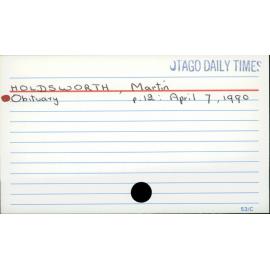 OTAGO DAILY TIMES
HOLDSWORTH, Martin
Obituary p.12: April 7, 1990
53/C